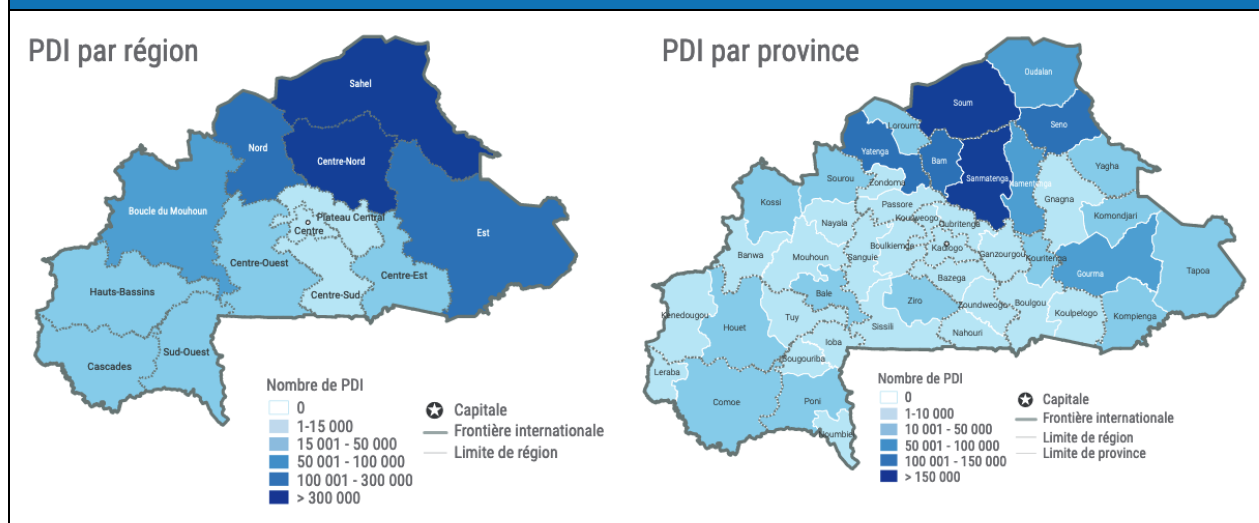 PDI par région
Sahel
Nord
Centre-Nord
Boucle du Mouhoun
Plateau Central
Centre
Est
Centre-Ouest
Centre-Est
Hauts-Bassins
Centre-Sud
Sud-Ouest
Cascades
Nombre de PDI
0
1-15 000
15 001 - 50 000
50 001 - 100 000
100 001 - 300 000
> 300 000
Capitale
Frontière internationale
Limite de région
PDI par province
Oudalan
Soum
Loroum
Seno
Yatenga
Bam
Yagha
Sourou
Zondoma
Sanmatenga
Namentenga
Kossi
Passore
Gnagna
Komondjari
Nayala
Kourweogo
Oubritenga
Banwa
Mouhoun
Boulkiemde
Sanguie
Kadiogo
Ganzourgou
Kouritenga
Gourma
Tapoa
Bazega
Bale
Ziro
Zoundweogo
Boulgou
Koulpelogo
Kompienga
Kenedougou
Houet
Tuy
Sissili
Nahouri
Ioba
Bougouriba
Leraba
Comoe
Poni
Noumbiel
Nombre de PDI
0
1-10 000
10 001 - 50 000
50 001 - 100 000
100 001 - 150 000
> 150 000
Capitale
Frontière internationale
Limite de région
Limite de province